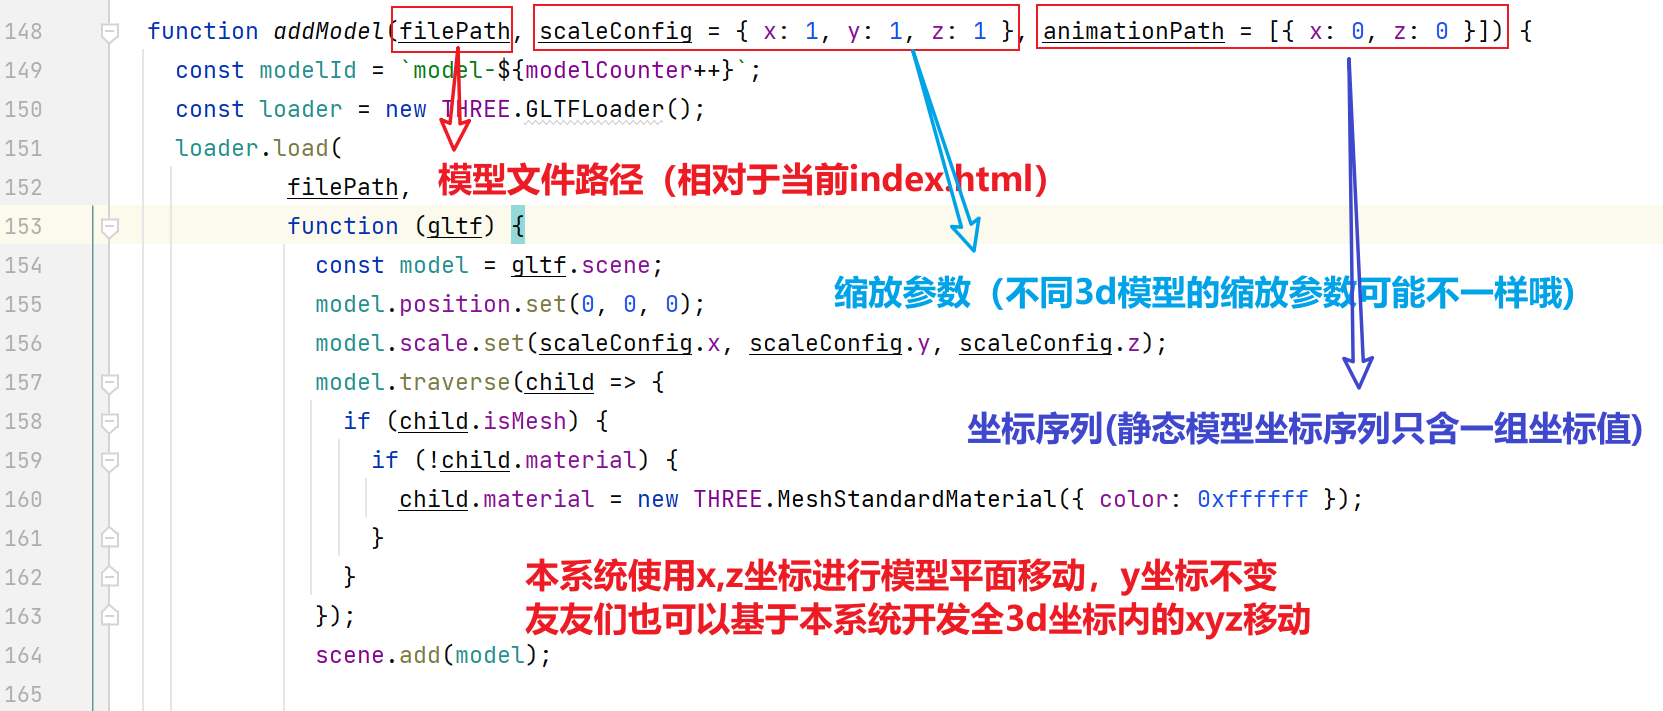 148 function addModel(filePath, scaleConfig = { x: 1, y: 1, z: 1 }, animationPath = [{ x: 0, z: 0 }]) {
149 const modelId = `model-${modelCounter++}`;
150 const loader = new THREE.GLTFLoader();
151 loader.load(
模型文件路径（相对于当前index.html）
152 filePath,
153 function (gltf) {
154 const model = gltf.scene;
缩放参数（不同3d模型的缩放参数可能不一样哦)
155 model.position.set(0, 0, 0);
156 model.scale.set(scaleConfig.x, scaleConfig.y, scaleConfig.z);
157 model.traverse(child => {
158 if (child.isMesh) {
坐标序列(静态模型坐标序列只含一组坐标值)
159 if (!child.material) {
160 child.material = new THREE.MeshStandardMaterial({ color: 0xffffff });
161 }
162 }
本系统使用x,z坐标进行模型平面移动，y坐标不变
163 });
友友们也可以基于本系统开发全3d坐标内的xyz移动
164 scene.add(model);
165